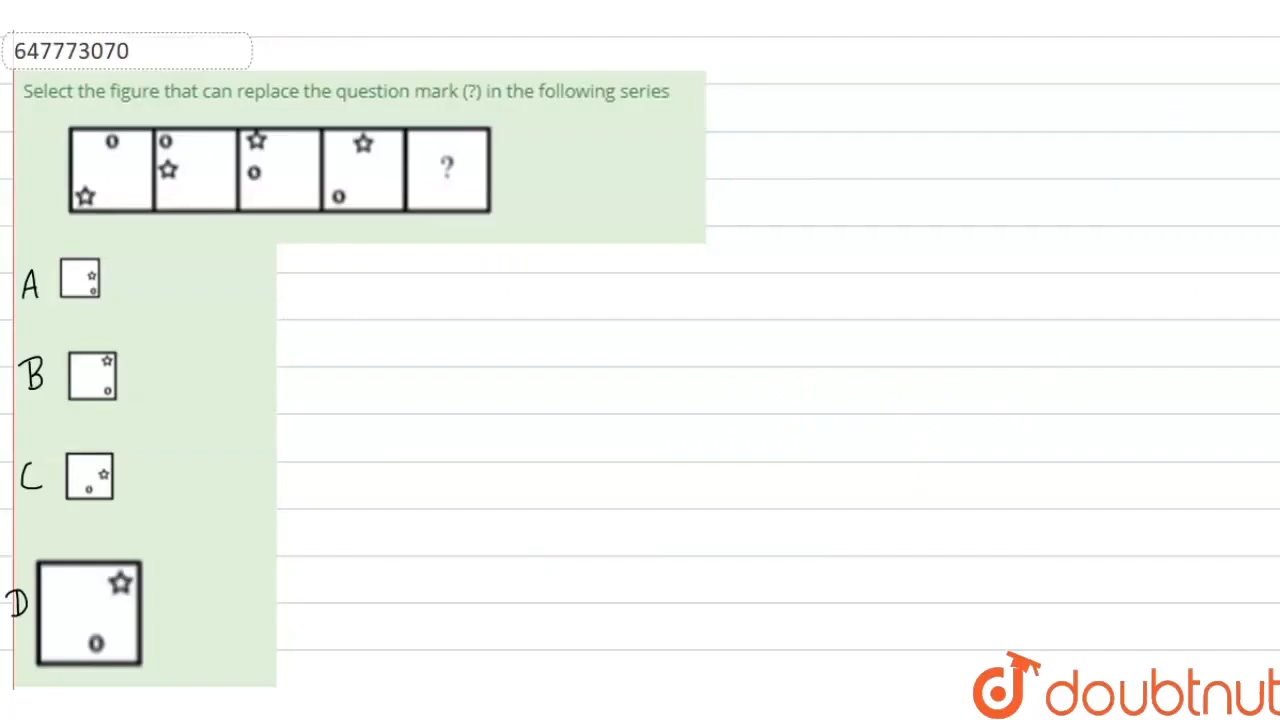 647773070
Select the figure that can replace the question mark (?) in the following series
o o ☆ ☆
☆ o ?
☆ o
A ☆
o
B ☆
o
C ☆
o
D ☆
o
doubtnut